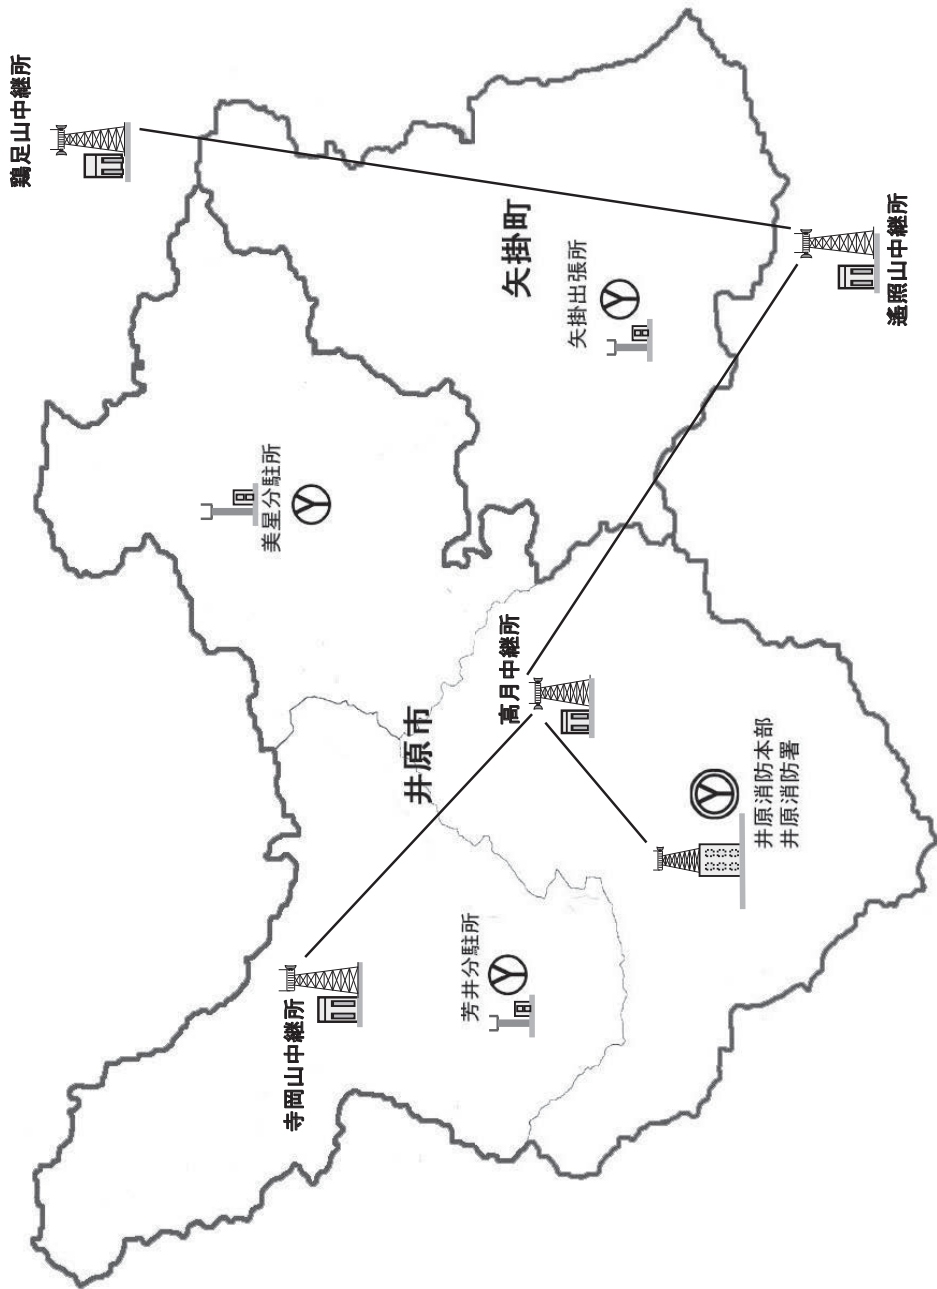 鶏足山中継所
遙照山中継所
矢掛町
矢掛出張所
美星分駐所
高月中継所
井原市
井原消防本部
井原消防署
芳井分駐所
寺岡山中継所